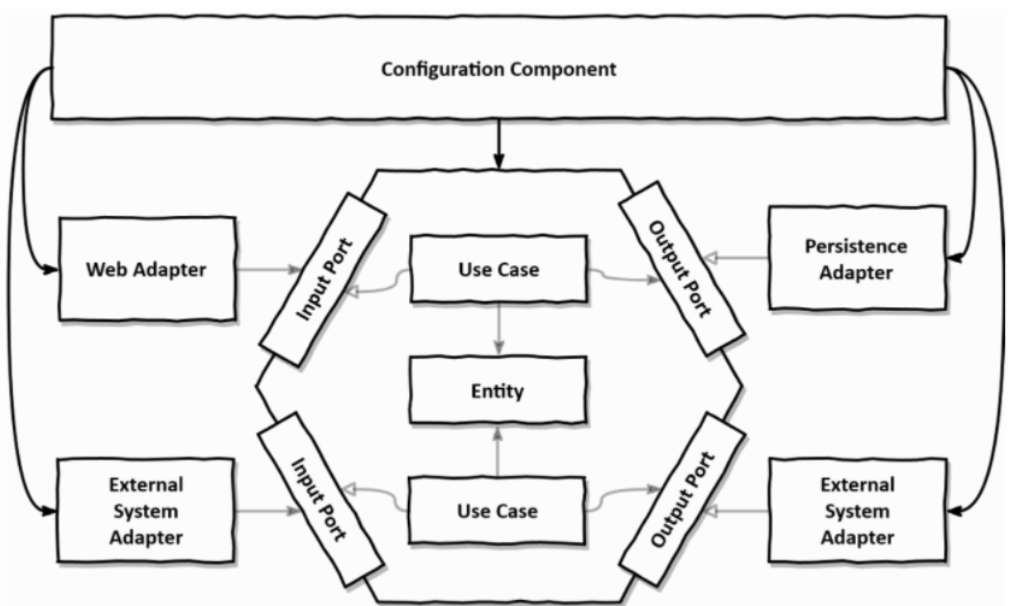 Configuration Component
Web Adapter
Input Port
Use Case
Output Port
Persistence
Adapter
Entity
External
System
Adapter
Input Port
Use Case
Output Port
External
System
Adapter